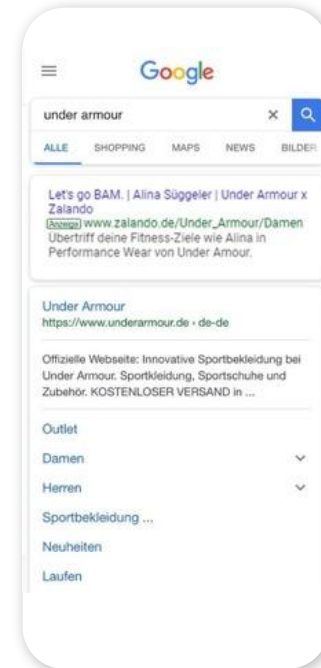 Google
under armour
ALLE SHOPPING MAPS NEWS BILDER
Let's go BAM. | Alina Süggeler | Under Armour x
Zalando
Anzeige www.zalando.de/Under_Armour/Damen
Übertriff deine Fitness-Ziele wie Alina in
Performance Wear von Under Amour.
Under Armour
https://www.underarmour.de › de-de
Offizielle Webseite: Innovative Sportbekleidung bei
Under Armour. Sportkleidung, Sportschuhe und
Zubehör. KOSTENLOSER VERSAND in ...
Outlet
Damen
Herren
Sportbekleidung ...
Neuheiten
Laufen